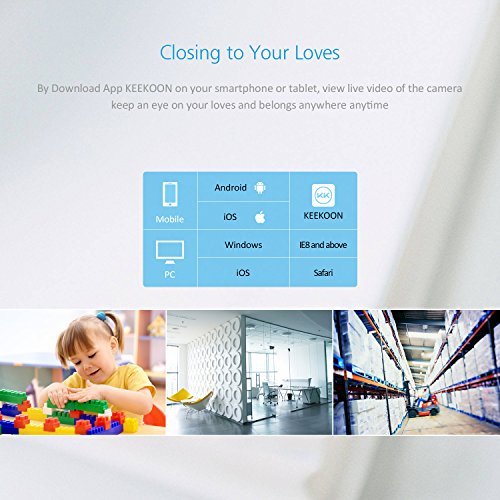 Closing to Your Loves
By Download App KEEKOON on your smartphone or tablet, view live video of the camera
keep an eye on your loves and belongs anywhere anytime
Mobile
Android
iOS
KK
KEEKOON
PC
Windows
IE8 and above
iOS
Safari